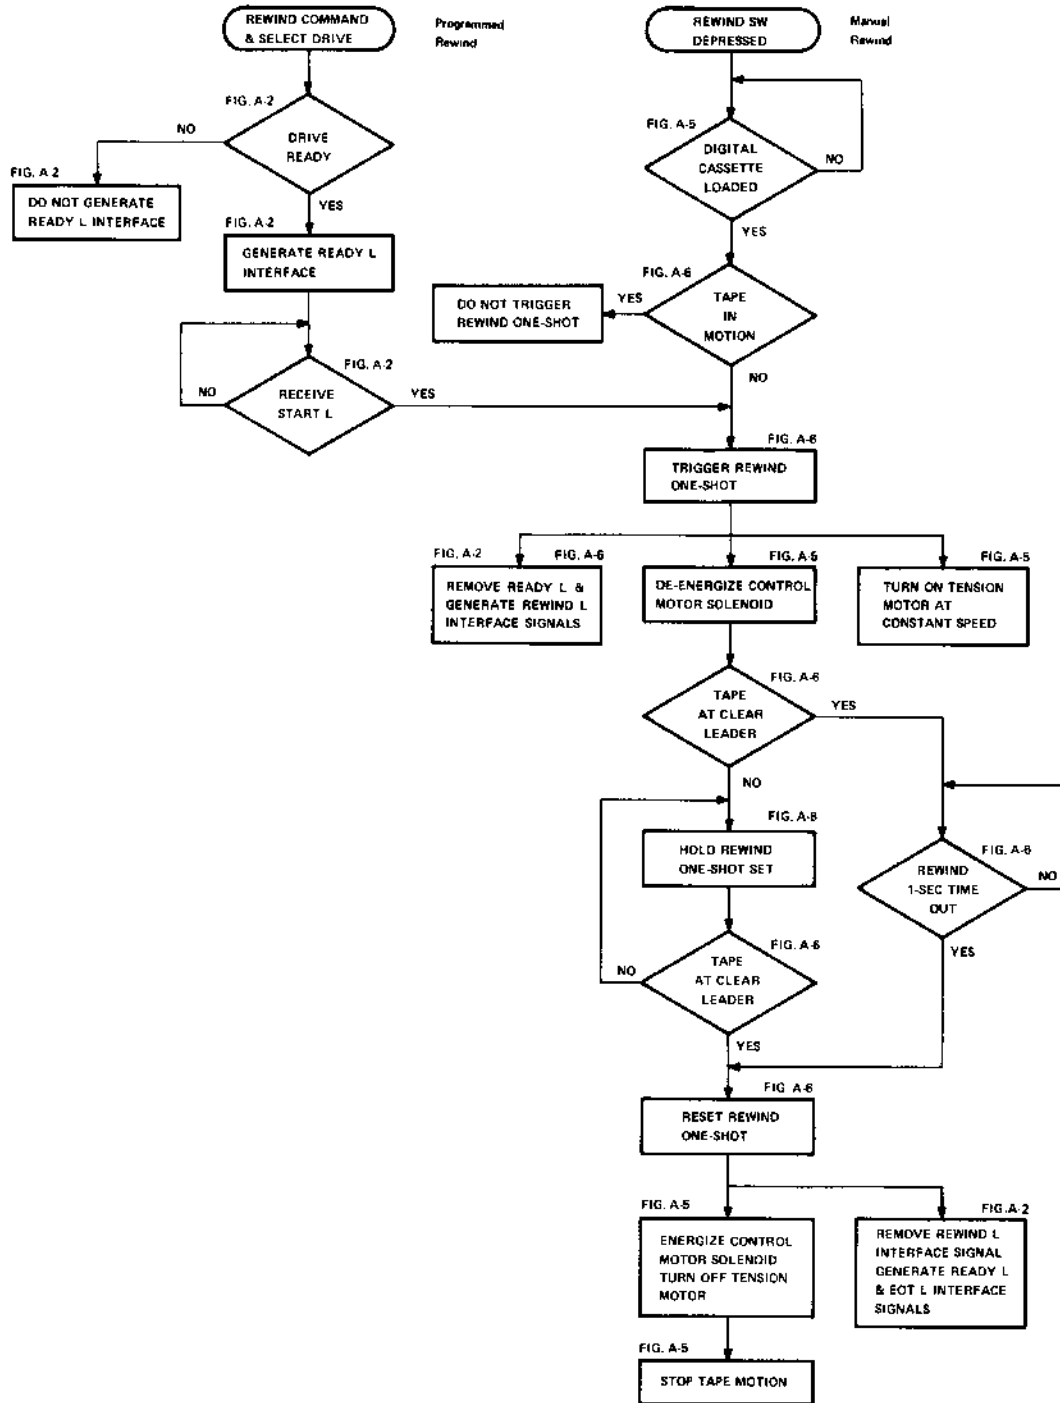 REWIND COMMAND
& SELECT DRIVE
Programmed
Rewind
REWIND SW
DEPRESSED
Manual
Rewind
FIG. A-2
DRIVE
READY
NO
YES
FIG. A-2
DO NOT GENERATE
READY L INTERFACE
FIG. A-2
GENERATE READY L
INTERFACE
FIG. A-2
RECEIVE
START L
NO
YES
FIG. A-5
DIGITAL
CASSETTE
LOADED
NO
YES
FIG. A-6
TAPE
IN
MOTION
YES
NO
DO NOT TRIGGER
REWIND ONE-SHOT
FIG. A-6
TRIGGER REWIND
ONE-SHOT
FIG. A-2
FIG. A-6
REMOVE READY L &
GENERATE REWIND L
INTERFACE SIGNALS
FIG. A-5
DE-ENERGIZE CONTROL
MOTOR SOLENOID
FIG. A-5
TURN ON TENSION
MOTOR AT
CONSTANT SPEED
FIG. A-6
TAPE
AT CLEAR
LEADER
YES
NO
FIG. A-6
HOLD REWIND
ONE-SHOT SET
FIG. A-6
REWIND
1-SEC TIME
OUT
NO
YES
FIG. A-6
TAPE
AT CLEAR
LEADER
NO
YES
FIG. A-6
RESET REWIND
ONE-SHOT
FIG. A-5
ENERGIZE CONTROL
MOTOR SOLENOID
TURN OFF TENSION
MOTOR
FIG. A-2
REMOVE REWIND L
INTERFACE SIGNAL
GENERATE READY L
& EOT L INTERFACE
SIGNALS
FIG. A-5
STOP TAPE MOTION